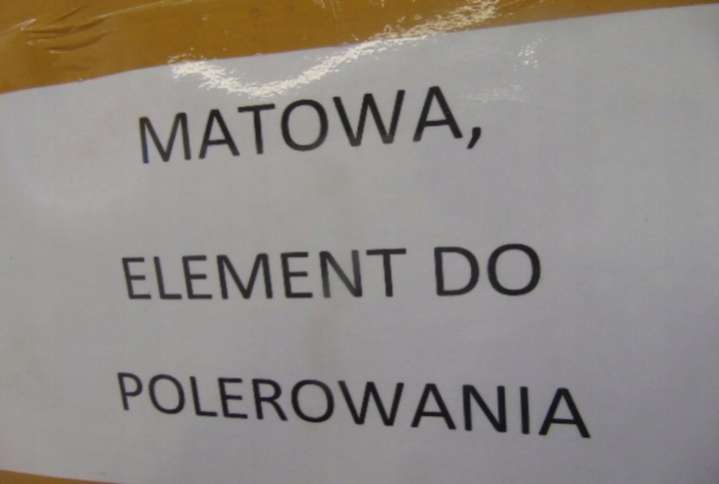 MATOWA,
ELEMENT DO
POLEROWANIA